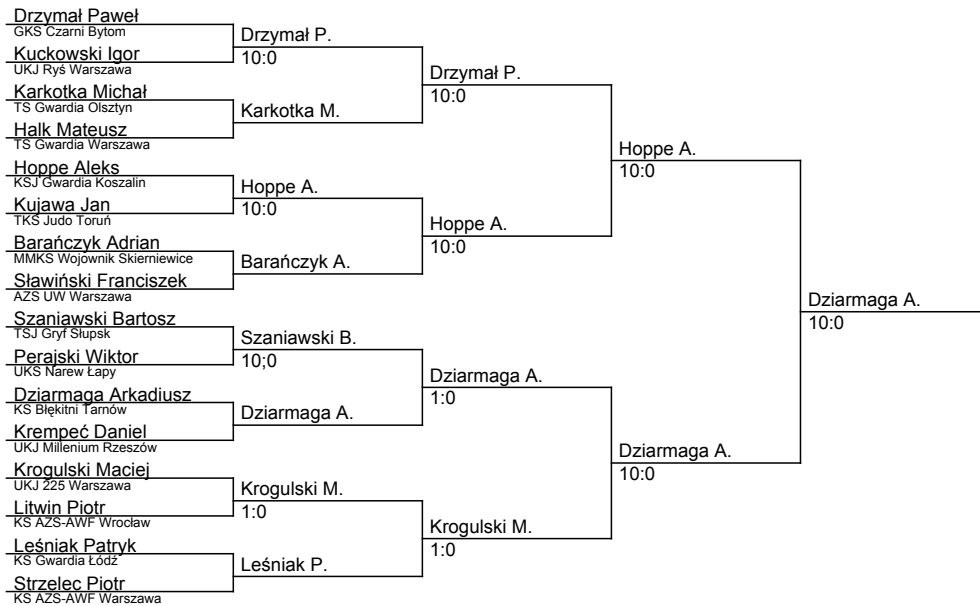 Drzymał Paweł
GKS Czarni Bytom
Kuckowski Igor
UKJ Ryś Warszawa
Karkotka Michał
TS Gwardia Olsztyn
Halk Mateusz
TS Gwardia Warszawa
Hoppe Aleks
KSJ Gwardia Koszalin
Kujawa Jan
TKS Judo Toruń
Barańczyk Adrian
MMKS Wojownik Skierniewice
Sławiński Franciszek
AZS UW Warszawa
Szaniawski Bartosz
TSJ Gryf Słupsk
Perajski Wiktor
UKS Narew Łapy
Dziarmaga Arkadiusz
KS Błękitni Tarnów
Krempeć Daniel
UKJ Millenium Rzeszów
Krogulski Maciej
UKJ 225 Warszawa
Litwin Piotr
KS AZS-AWF Wrocław
Leśniak Patryk
KS Gwardia Łódź
Strzelec Piotr
KS AZS-AWF Warszawa
Drzymał P.
10:0
Karkotka M.
Hoppe A.
10:0
Barańczyk A.
Szaniawski B.
10;0
Dziarmaga A.
Krogulski M.
1:0
Leśniak P.
Drzymał P.
10:0
Hoppe A.
10:0
Dziarmaga A.
1:0
Krogulski M.
1:0
Hoppe A.
10:0
Dziarmaga A.
10:0
Dziarmaga A.
10:0